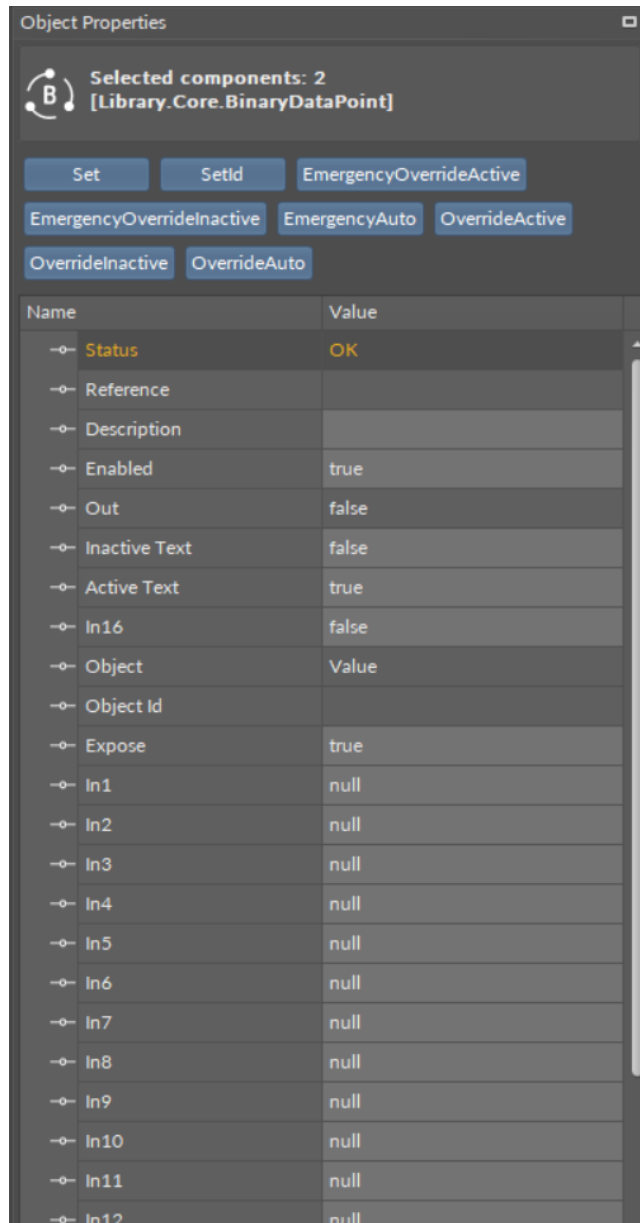 Object Properties
Selected components: 2
[Library.Core.BinaryDataPoint]
B
Set SetId EmergencyOverrideActive
EmergencyOverrideInactive EmergencyAuto OverrideActive
OverrideInactive OverrideAuto
Name Value
Status OK
Reference
Description
Enabled true
Out false
Inactive Text false
Active Text true
In16 false
Object Value
Object Id
Expose true
In1 null
In2 null
In3 null
In4 null
In5 null
In6 null
In7 null
In8 null
In9 null
In10 null
In11 null
In12 null